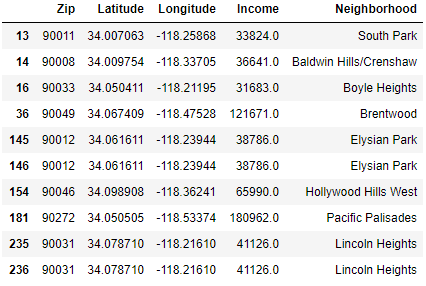 Zip Latitude Longitude Income Neighborhood
13 90011 34.007063 -118.25868 33824.0 South Park
14 90008 34.009754 -118.33705 36641.0 Baldwin Hills/Crenshaw
16 90033 34.050411 -118.21195 31683.0 Boyle Heights
36 90049 34.067409 -118.47528 121671.0 Brentwood
145 90012 34.061611 -118.23944 38786.0 Elysian Park
146 90012 34.061611 -118.23944 38786.0 Elysian Park
154 90046 34.098908 -118.36241 65990.0 Hollywood Hills West
181 90272 34.050505 -118.53374 180962.0 Pacific Palisades
235 90031 34.078710 -118.21610 41126.0 Lincoln Heights
236 90031 34.078710 -118.21610 41126.0 Lincoln Heights